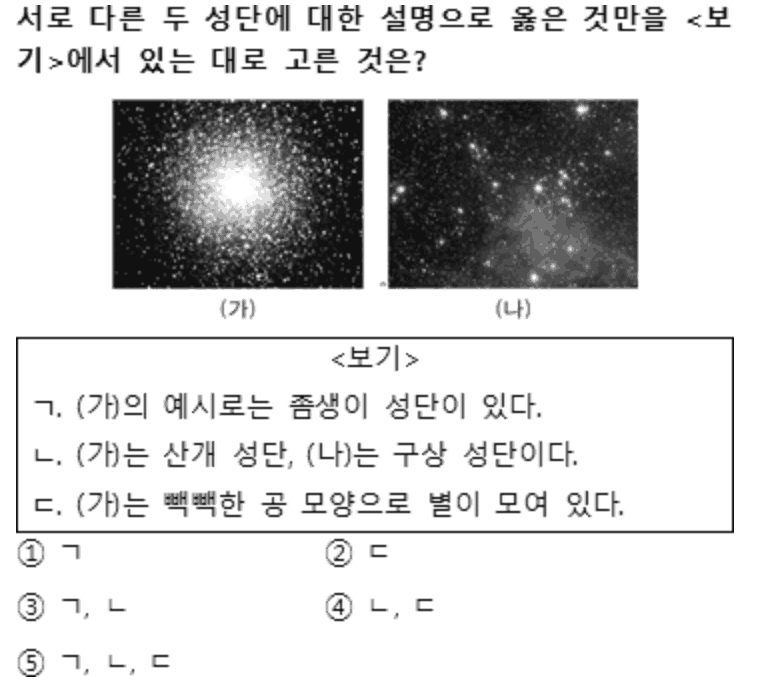 서로 다른 두 성단에 대한 설명으로 옳은 것만을 <보
기>에서 있는 대로 고른 것은?
(가) (나)
<보기>
ㄱ. (가)의 예시로는 좀생이 성단이 있다.
ㄴ. (가)는 산개 성단, (나)는 구상 성단이다.
ㄷ. (가)는 빽빽한 공 모양으로 별이 모여 있다.
① ㄱ ② ㄷ
③ ㄱ, ㄴ ④ ㄴ, ㄷ
⑤ ㄱ, ㄴ, ㄷ